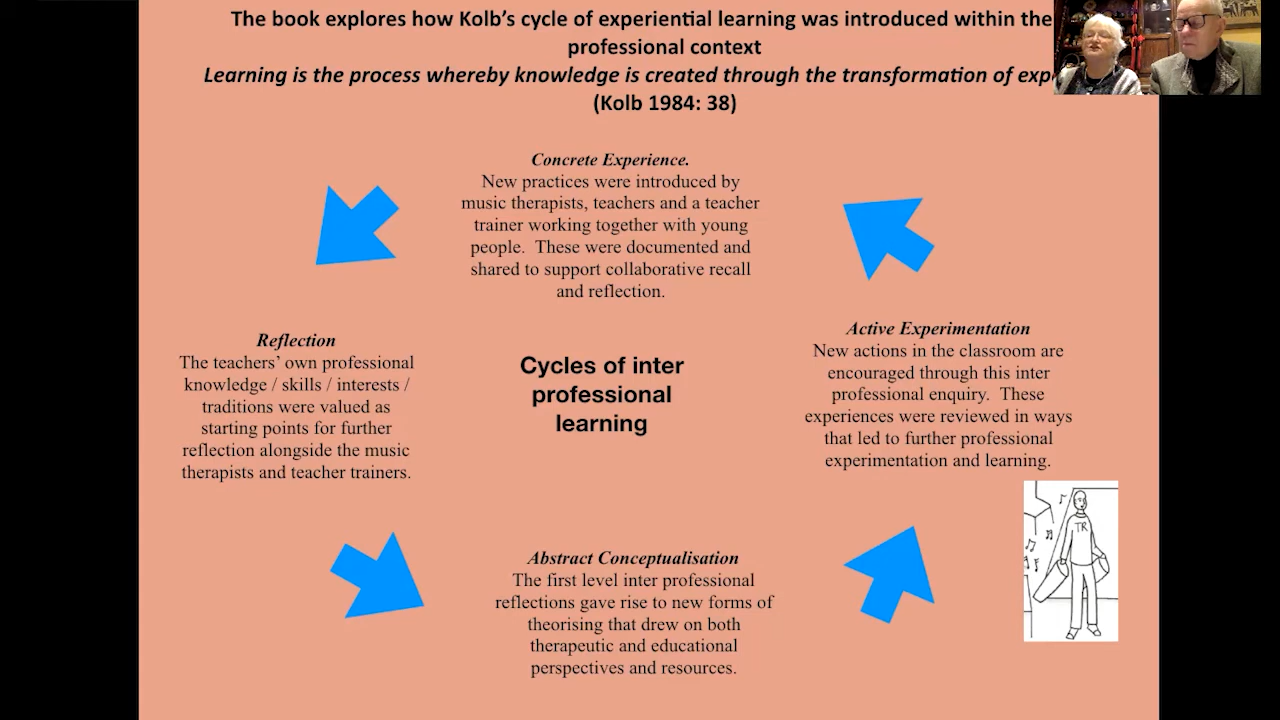 The book explores how Kolb's cycle of experiential learning was introduced within the
professional context
Learning is the process whereby knowledge is created through the transformation of
(Kolb 1984: 38)
Concrete Experience.
New practices were introduced by
music therapists, teachers and a teacher
trainer working together with young
people. These were documented and
shared to support collaborative recall
and reflection.
Reflection
The teachers' own professional
knowledge / skills / interests /
traditions were valued as
starting points for further
reflection alongside the music
therapists and teacher trainers.
Cycles of inter
professional
learning
Active Experimentation
New actions in the classroom are
encouraged through this inter
professional enquiry. These
experiences were reviewed in ways
that led to further professional
experimentation and learning.
TR
Abstract Conceptualisation
The first level inter professional
reflections gave rise to new forms of
theorising that drew on both
therapeutic and educational
perspectives and resources.